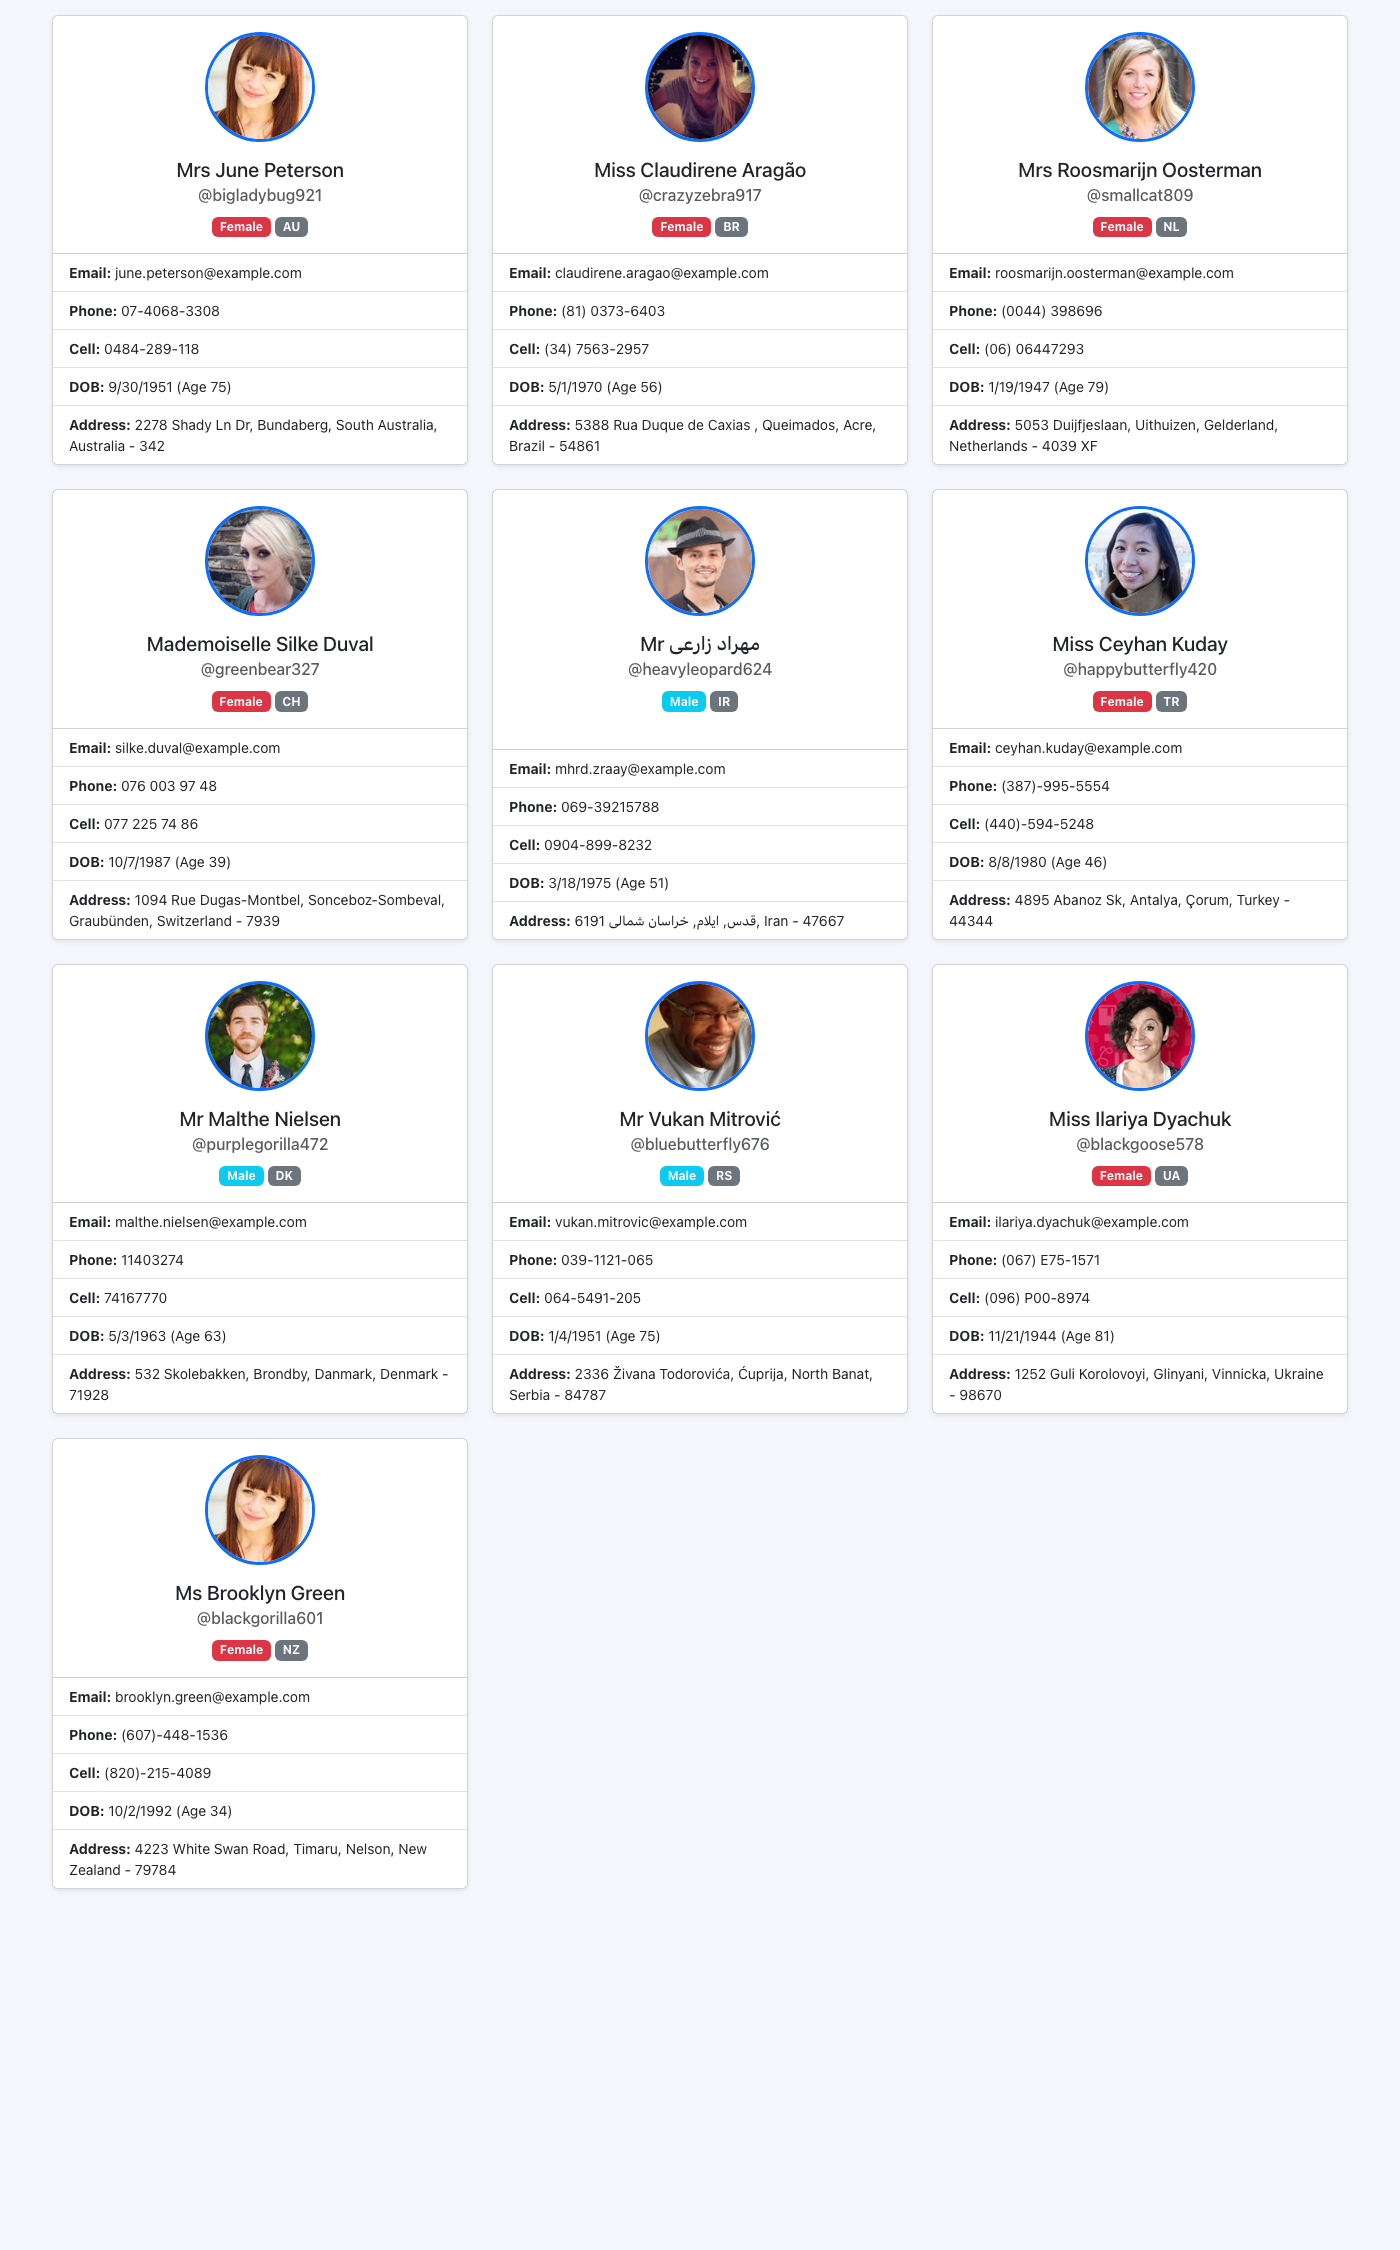 Mrs June Peterson
@bigladybug921
Female AU
Email: june.peterson@example.com
Phone: 07-4068-3308
Cell: 0484-289-118
DOB: 9/30/1951 (Age 75)
Address: 2278 Shady Ln Dr, Bundaberg, South Australia,
Australia - 342
Miss Claudirene Aragão
@crazyzebra917
Female BR
Email: claudirene.aragao@example.com
Phone: (81) 0373-6403
Cell: (34) 7563-2957
DOB: 5/1/1970 (Age 56)
Address: 5388 Rua Duque de Caxias , Queimados, Acre,
Brazil - 54861
Mrs Roosmarijn Oosterman
@smallcat809
Female NL
Email: roosmarijn.oosterman@example.com
Phone: (0044) 398696
Cell: (06) 06447293
DOB: 1/19/1947 (Age 79)
Address: 5053 Duijfjeslaan, Uithuizen, Gelderland,
Netherlands - 4039 XF
Mademoiselle Silke Duval
@greenbear327
Female CH
Email: silke.duval@example.com
Phone: 076 003 97 48
Cell: 077 225 74 86
DOB: 10/7/1987 (Age 39)
Address: 1094 Rue Dugas-Montbel, Sonceboz-Sombeval,
Graubünden, Switzerland - 7939
Mr مهراد زارعی
@heavyleopard624
Male IR
Email: mhrd.zraay@example.com
Phone: 069-39215788
Cell: 0904-899-8232
DOB: 3/18/1975 (Age 51)
Address: 6191 قدس, ایلام, خراسان شمالی, Iran - 47667
Miss Ceyhan Kuday
@happybutterfly420
Female TR
Email: ceyhan.kuday@example.com
Phone: (387)-995-5554
Cell: (440)-594-5248
DOB: 8/8/1980 (Age 46)
Address: 4895 Abanoz Sk, Antalya, Çorum, Turkey -
44344
Mr Malthe Nielsen
@purplegorilla472
Male DK
Email: malthe.nielsen@example.com
Phone: 11403274
Cell: 74167770
DOB: 5/3/1963 (Age 63)
Address: 532 Skolebakken, Brondby, Danmark, Denmark -
71928
Mr Vukan Mitrović
@bluebutterfly676
Male RS
Email: vukan.mitrovic@example.com
Phone: 039-1121-065
Cell: 064-5491-205
DOB: 1/4/1951 (Age 75)
Address: 2336 Živana Todorovića, Ćuprija, North Banat,
Serbia - 84787
Miss Ilariya Dyachuk
@blackgoose578
Female UA
Email: ilariya.dyachuk@example.com
Phone: (067) E75-1571
Cell: (096) P00-8974
DOB: 11/21/1944 (Age 81)
Address: 1252 Guli Korolovoyi, Glinyani, Vinnicka, Ukraine
- 98670
Ms Brooklyn Green
@blackgorilla601
Female NZ
Email: brooklyn.green@example.com
Phone: (607)-448-1536
Cell: (820)-215-4089
DOB: 10/2/1992 (Age 34)
Address: 4223 White Swan Road, Timaru, Nelson, New
Zealand - 79784